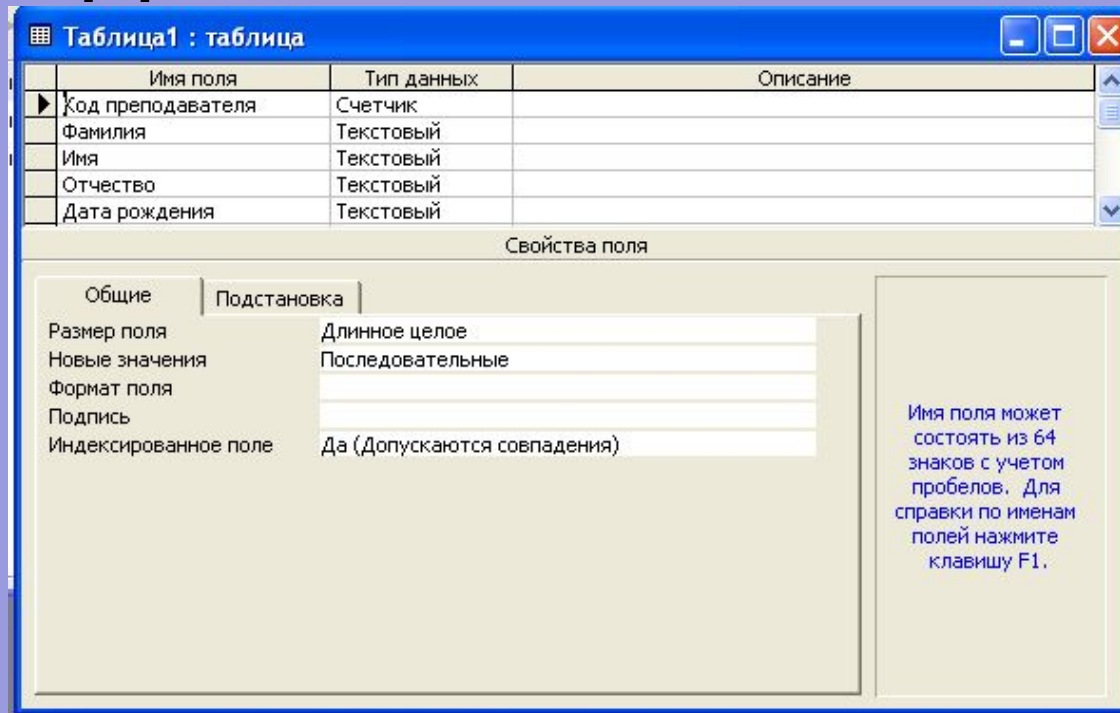 Таблица1 : таблица
Имя поля Тип данных Описание
Код преподавателя Счетчик
Фамилия Текстовый
Имя Текстовый
Отчество Текстовый
Дата рождения Текстовый
Свойства поля
Общие Подстановка
Размер поля Длинное целое
Новые значения Последовательные
Формат поля
Подпись
Индексированное поле Да (Допускаются совпадения)
Имя поля может
состоять из 64
знаков с учетом
пробелов. Для
справки по именам
полей нажмите
клавишу F1.